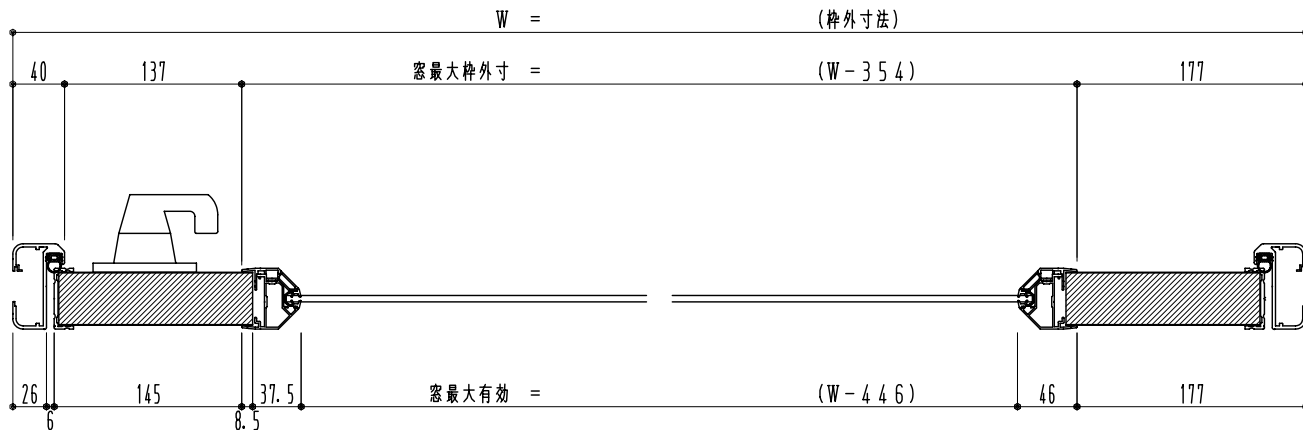 W = (枠外寸法)
40 137 窓最大枠外寸 = (W-354) 177
26 6 145 8.5 37.5 窓最大有効 = (W-446) 46 177